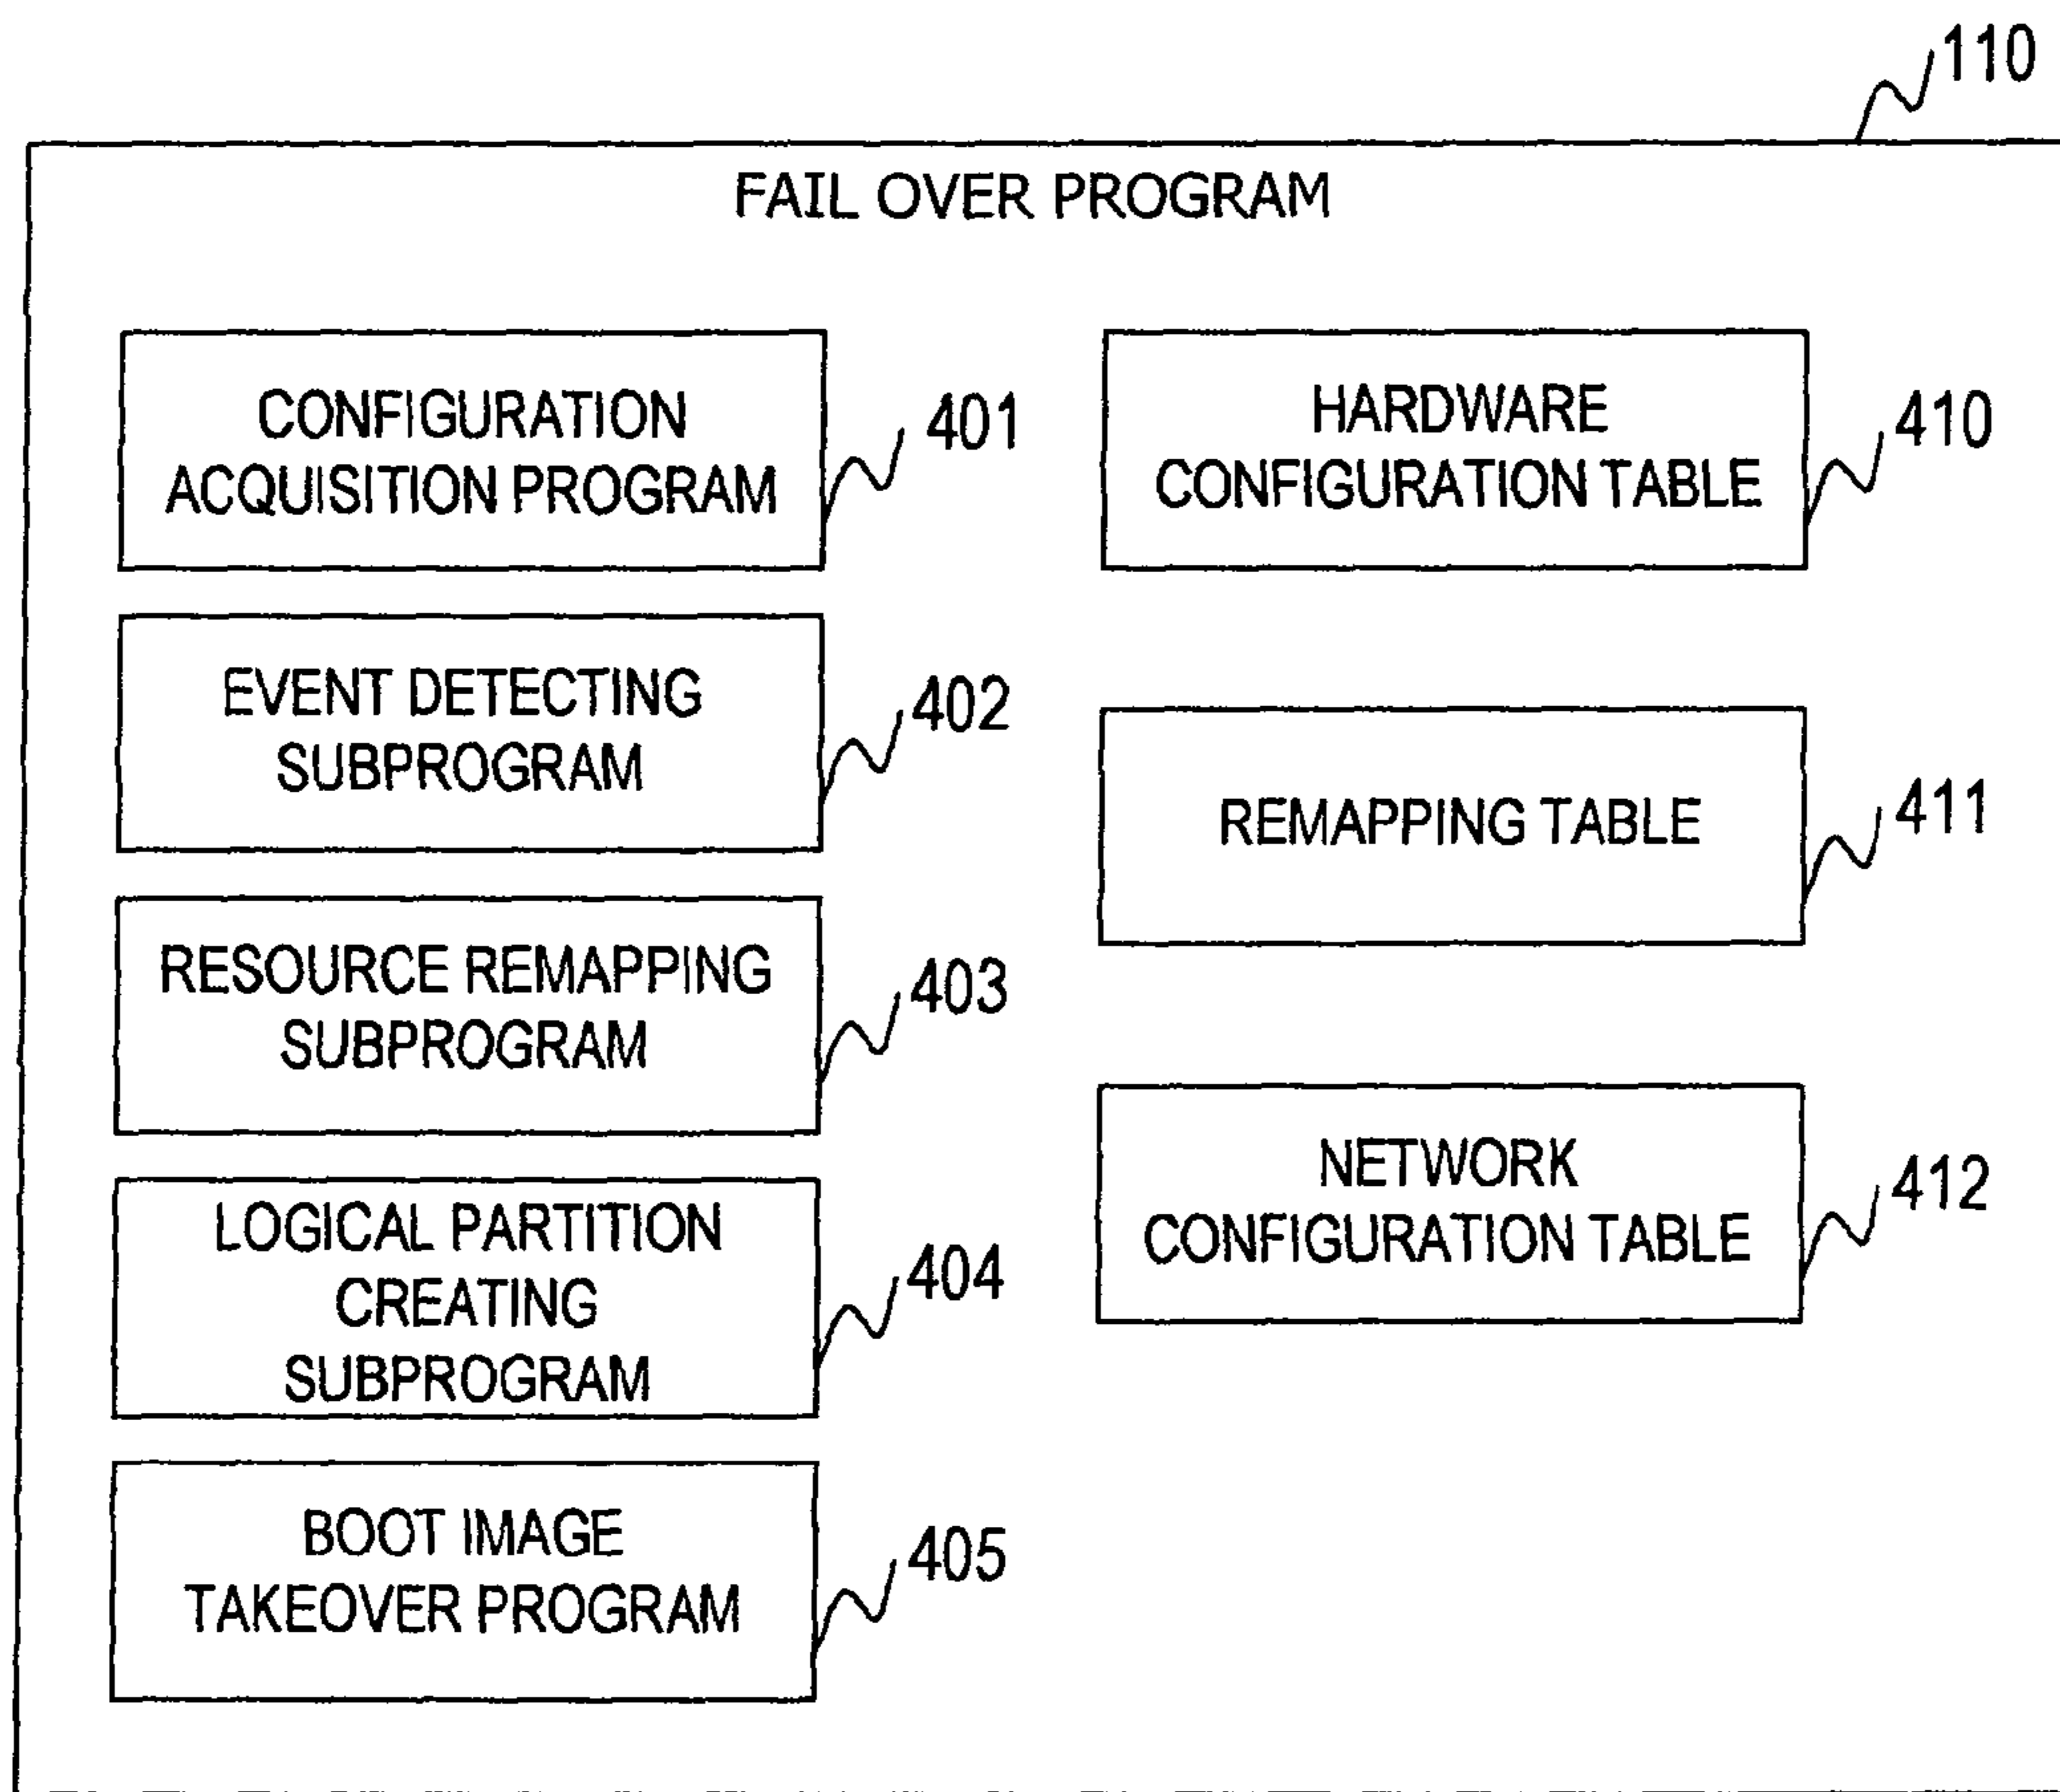 110
FAIL OVER PROGRAM
CONFIGURATION
ACQUISITION PROGRAM
401
EVENT DETECTING
SUBPROGRAM
402
RESOURCE REMAPPING
SUBPROGRAM
403
LOGICAL PARTITION
CREATING
SUBPROGRAM
404
BOOT IMAGE
TAKEOVER PROGRAM
405
HARDWARE
CONFIGURATION TABLE
410
REMAPPING TABLE
411
NETWORK
CONFIGURATION TABLE
412